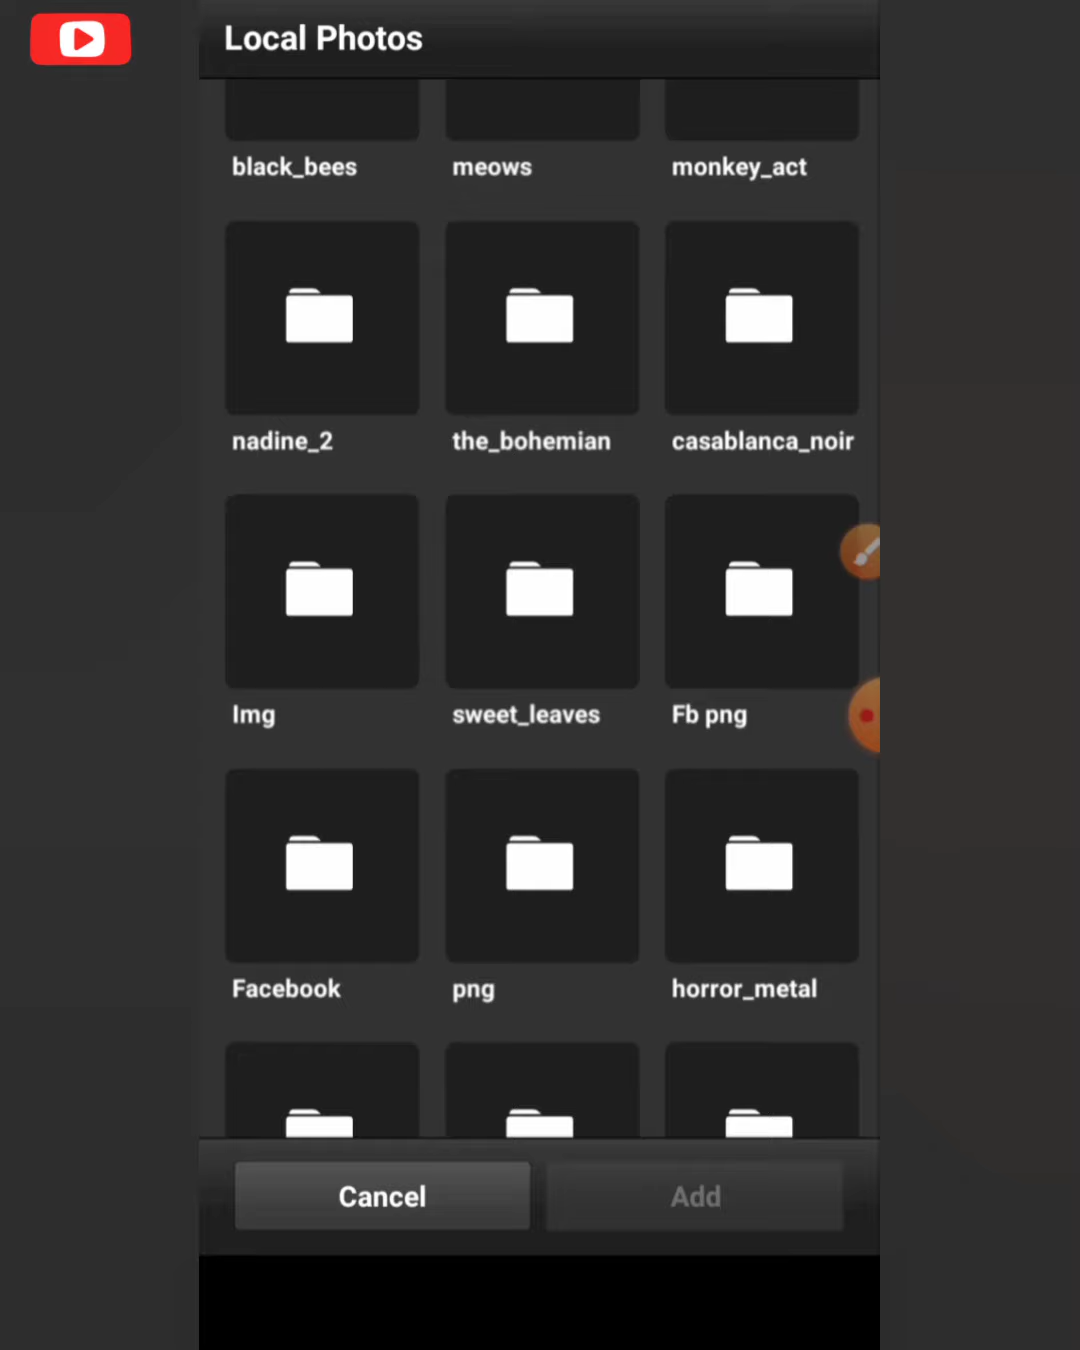 Local Photos
black_bees
meows
monkey_act
nadine_2
the_bohemian
casablanca_noir
Img
sweet_leaves
Fb png
Facebook
png
horror_metal
Cancel
Add